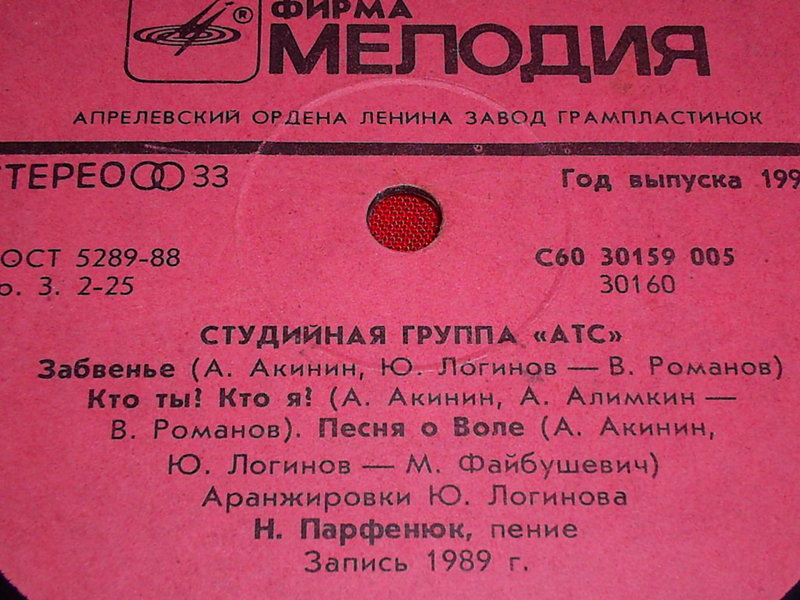 ФИРМА
®
МЕЛОДИЯ
АПРЕЛЕВСКИЙ ОРДЕНА ЛЕНИНА ЗАВОД ГРАМПЛАСТИНОК
СТЕРЕО 33
Год выпуска 199
ГОСТ 5289-88
С60 30159 005
р. 3. 2-25
30160
СТУДИЙНАЯ ГРУППА «АТС»
Забвенье (А. Акинин, Ю. Логинов — В. Романов)
Кто ты? Кто я? (А. Акинин, А. Алимкин —
В. Романов). Песня о Воле (А. Акинин,
Ю. Логинов — М. Файбушевич)
Аранжировки Ю. Логинова
Н. Парфенюк, пение
Запись 1989 г.